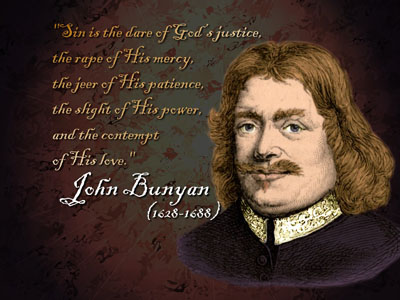 "Sin is the dare of God's justice,
the rape of His mercy,
the jeer of His patience,
the slight of His power,
and the contempt
of His love."
John Bunyan
(1628-1688)